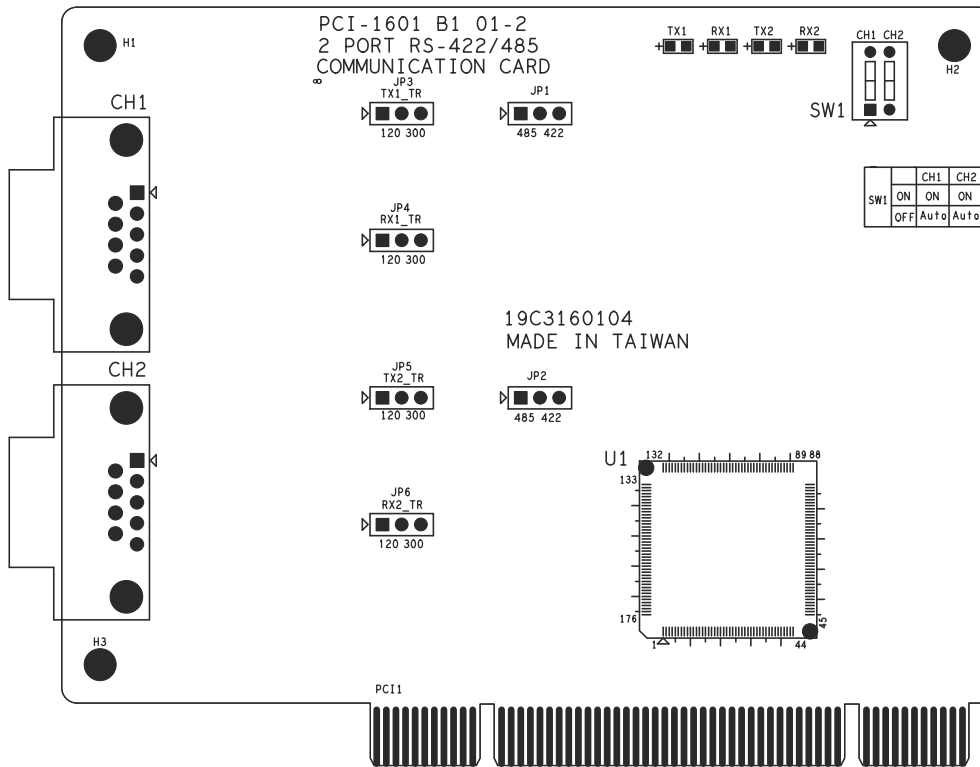 PCI-1601 B1 01-2
2 PORT RS-422/485
COMMUNICATION CARD
8
H1
TX1 RX1 TX2 RX2
+ + + +
CH1 CH2
SW1
H2
CH1
JP3
TX1_TR
120 300
JP1
485 422
CH1 CH2
SW1 ON ON ON
OFF Auto Auto
JP4
RX1_TR
120 300
19C3160104
MADE IN TAIWAN
CH2
JP5
TX2_TR
120 300
JP2
485 422
U1
132 89 88
133
176 45
1 44
JP6
RX2_TR
120 300
H3
PCI1